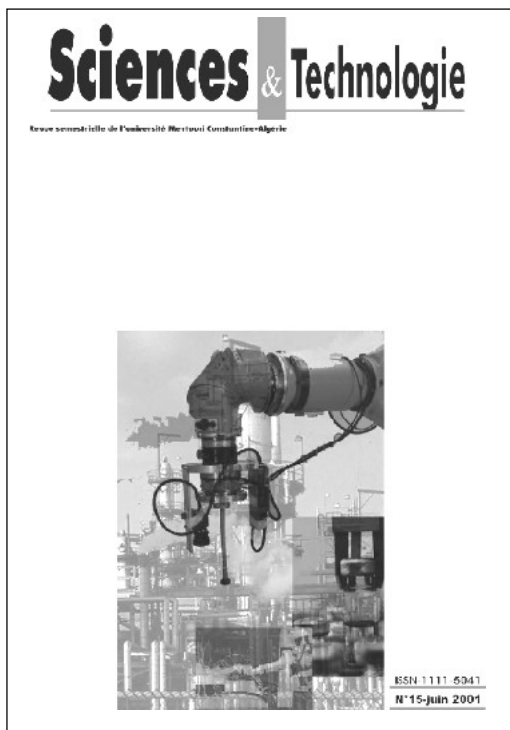 Sciences & Technologie
Revue semestrielle de l'université Mentouri Constantine-Algérie
ISSN-1111-5041
N°15-juin 2001